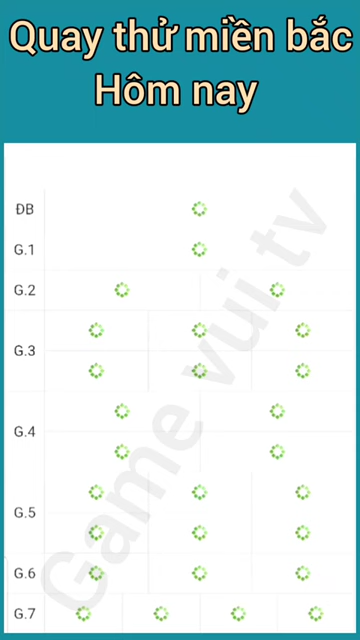 Quay thử miền bắc
Hôm nay
ĐB
G.1
G.2
G.3
G.4
G.5
G.6
G.7
Game vui tv